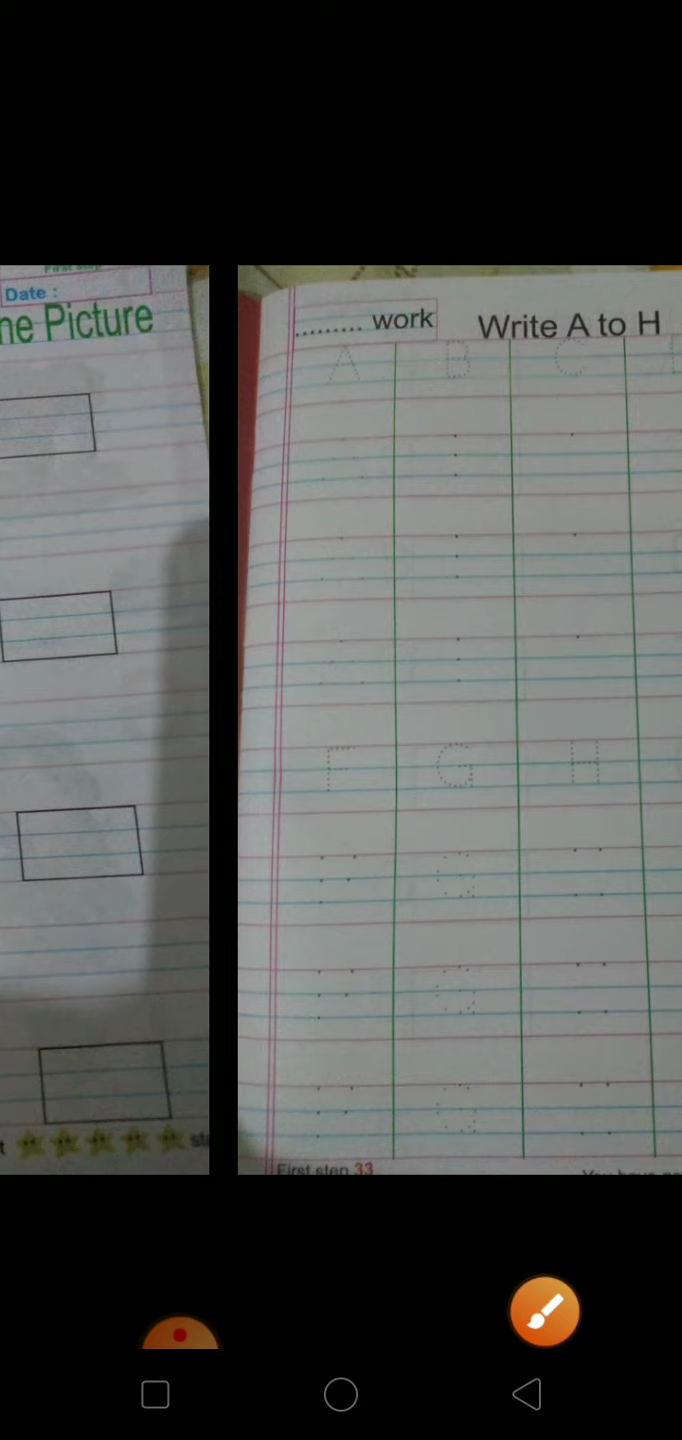 First step
Date :
ne Picture
......... work
Write A to H
A B C
F G H
G
G
G
First step 33